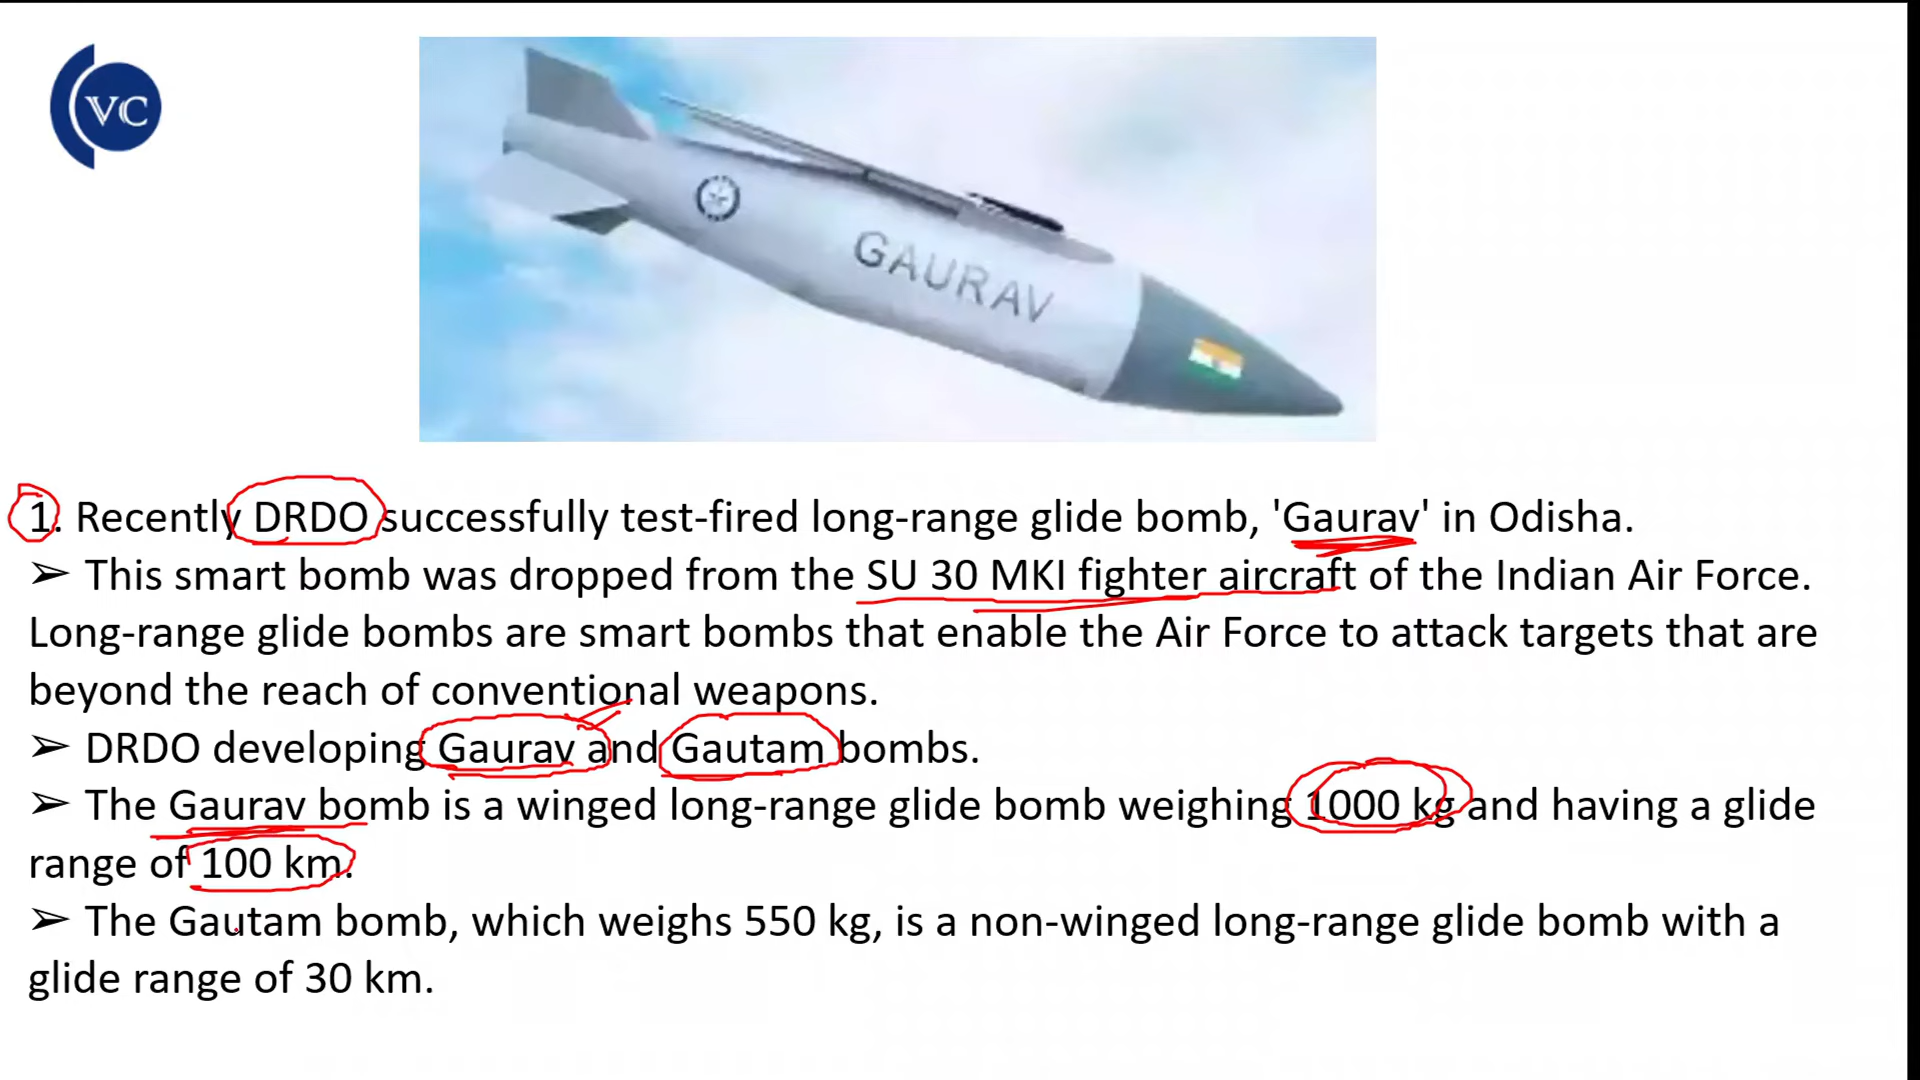 VC
GAURAV
1. Recently DRDO successfully test-fired long-range glide bomb, 'Gaurav' in Odisha.
➢ This smart bomb was dropped from the SU 30 MKI fighter aircraft of the Indian Air Force.
Long-range glide bombs are smart bombs that enable the Air Force to attack targets that are
beyond the reach of conventional weapons.
➢ DRDO developing Gaurav and Gautam bombs.
➢ The Gaurav bomb is a winged long-range glide bomb weighing 1000 kg and having a glide
range of 100 km.
➢ The Gautam bomb, which weighs 550 kg, is a non-winged long-range glide bomb with a
glide range of 30 km.